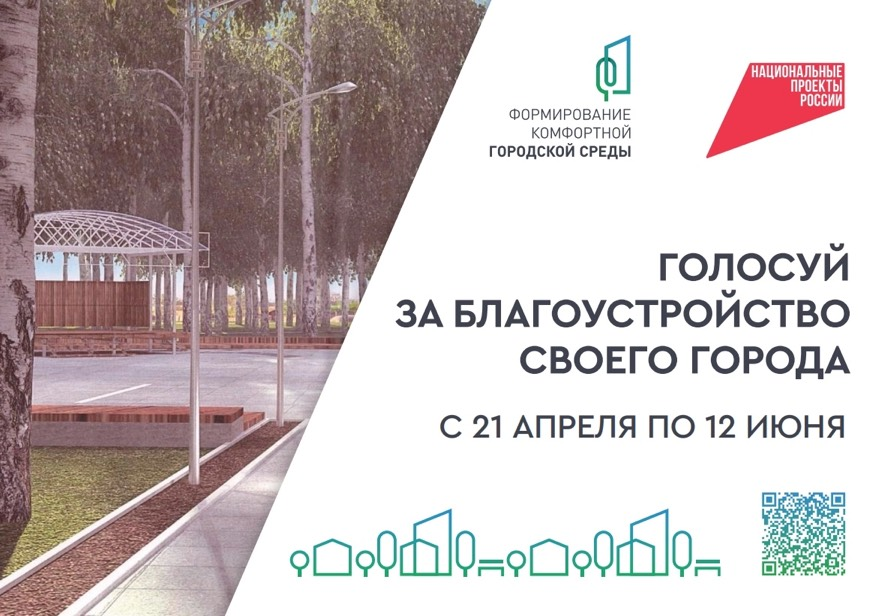 ФОРМИРОВАНИЕ
КОМФОРТНОЙ
ГОРОДСКОЙ СРЕДЫ
НАЦИОНАЛЬНЫЕ
ПРОЕКТЫ
РОССИИ
ГОЛОСУЙ
ЗА БЛАГОУСТРОЙСТВО
СВОЕГО ГОРОДА
С 21 АПРЕЛЯ ПО 12 ИЮНЯ